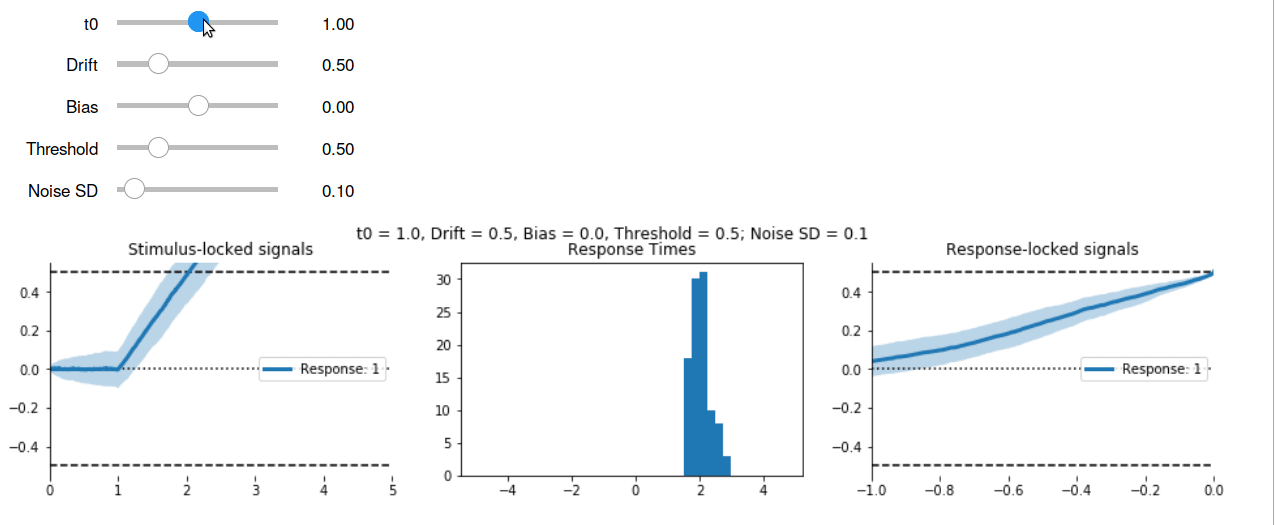 t0 1.00
Drift 0.50
Bias 0.00
Threshold 0.50
Noise SD 0.10
t0 = 1.0, Drift = 0.5, Bias = 0.0, Threshold = 0.5; Noise SD = 0.1
Stimulus-locked signals
0.4
0.2
0.0
−0.2
−0.4
Response: 1
0 1 2 3 4 5
Response Times
30
25
20
15
10
5
0
−4 −2 0 2 4
Response-locked signals
0.4
0.2
0.0
−0.2
−0.4
Response: 1
−1.0 −0.8 −0.6 −0.4 −0.2 0.0